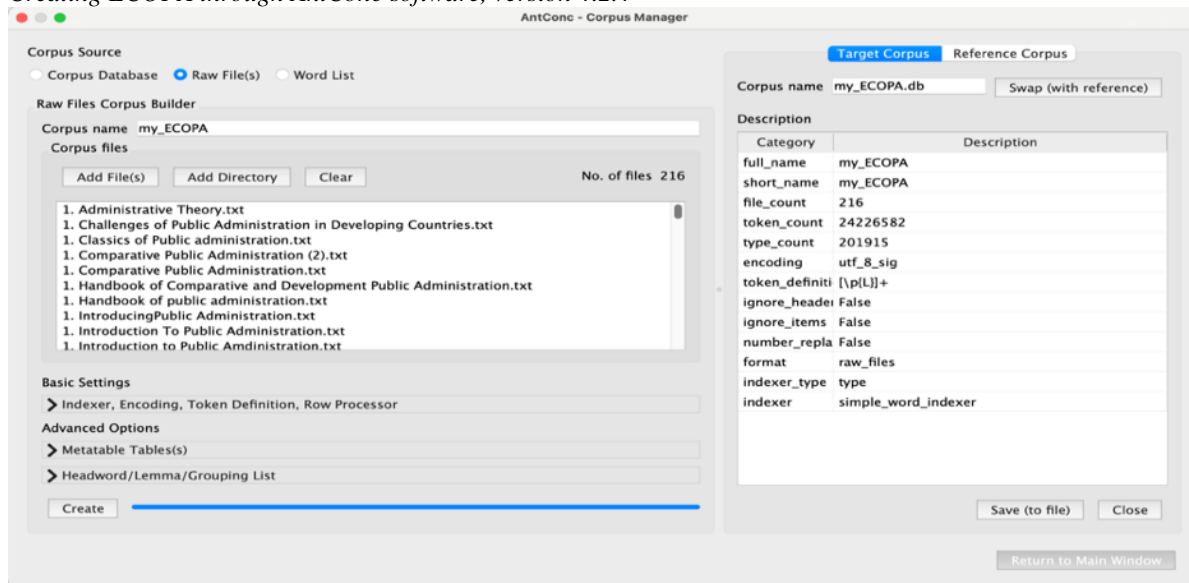 AntConc - Corpus Manager
Corpus Source
Corpus Database Raw File(s) Word List
Raw Files Corpus Builder
Corpus name my_ECOPA
Corpus files
Add File(s) Add Directory Clear No. of files 216
1. Administrative Theory.txt
1. Challenges of Public Administration in Developing Countries.txt
1. Classics of Public administration.txt
1. Comparative Public Administration (2).txt
1. Comparative Public Administration.txt
1. Handbook of Comparative and Development Public Administration.txt
1. Handbook of public administration.txt
1. IntroducingPublic Administration.txt
1. Introduction To Public Administration.txt
1. Introduction to Public Amdinistration.txt
Basic Settings
Indexer, Encoding, Token Definition, Row Processor
Advanced Options
Metatable Tables(s)
Headword/Lemma/Grouping List
Create
Target Corpus Reference Corpus
Corpus name my_ECOPA.db Swap (with reference)
Description
Category Description
full_name my_ECOPA
short_name my_ECOPA
file_count 216
token_count 24226582
type_count 201915
encoding utf_8_sig
token_definiti [\p{L}]+
ignore_header False
ignore_items False
number_repla False
format raw_files
indexer_type type
indexer simple_word_indexer
Save (to file) Close
Return to Main Window